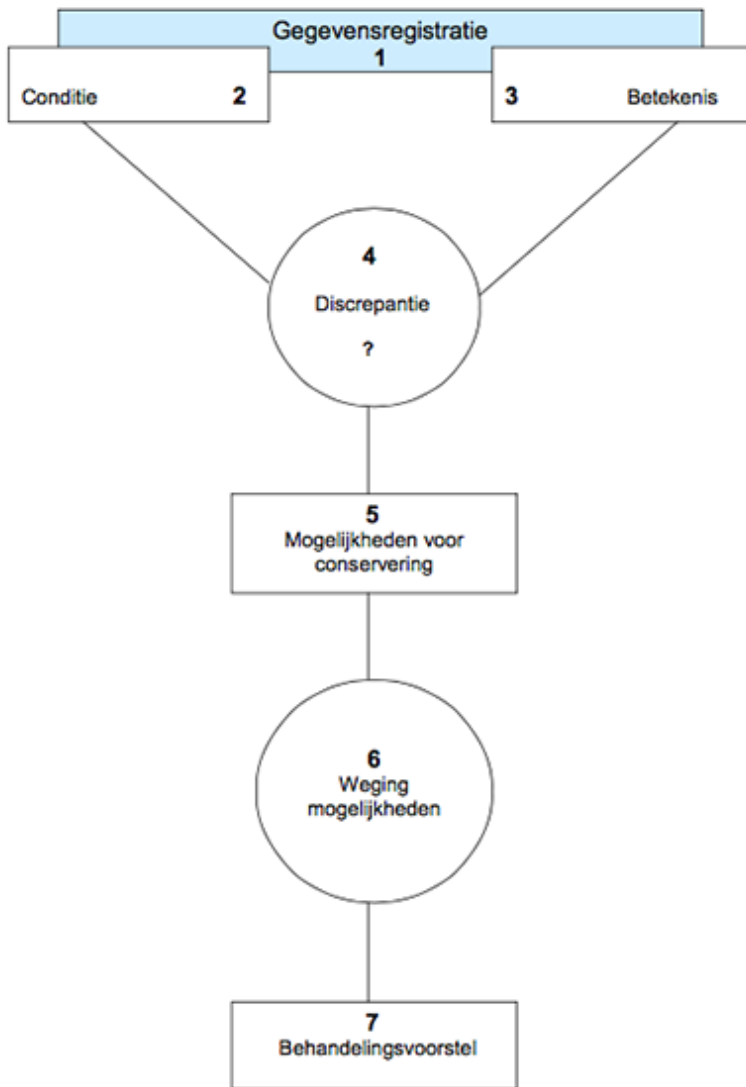 Gegevensregistratie
1
Conditie 2
3 Betekenis
4
Discrepantie
?
5
Mogelijkheden voor
conservering
6
Weging
mogelijkheden
7
Behandelingsvoorstel